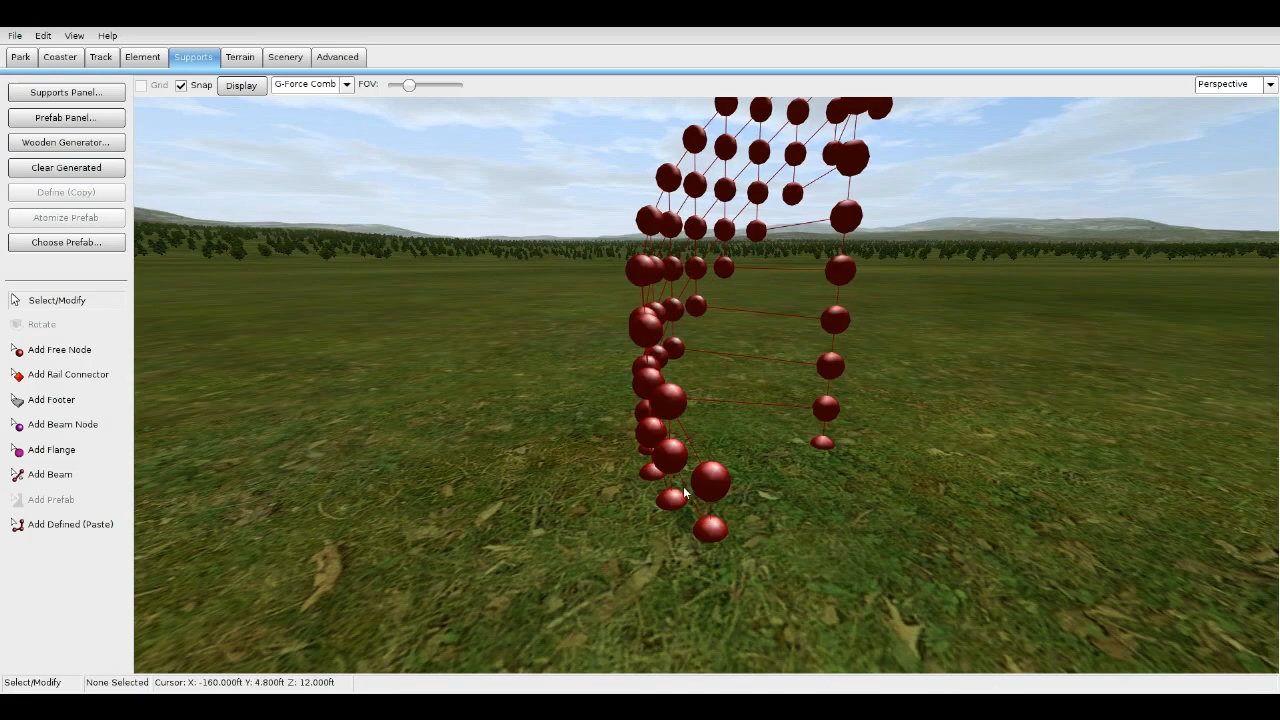 File Edit View Help
Park Coaster Track Element Supports Terrain Scenery Advanced
Grid Snap Display G-Force Comb FOV: Perspective
Supports Panel...
Prefab Panel...
Wooden Generator...
Clear Generated
Define (Copy)
Atomize Prefab
Choose Prefab...
Select/Modify
Rotate
Add Free Node
Add Rail Connector
Add Footer
Add Beam Node
Add Flange
Add Beam
Add Prefab
Add Defined (Paste)
Select/Modify None Selected Cursor: X: -160.000ft Y: 4.800ft Z: 12.000ft